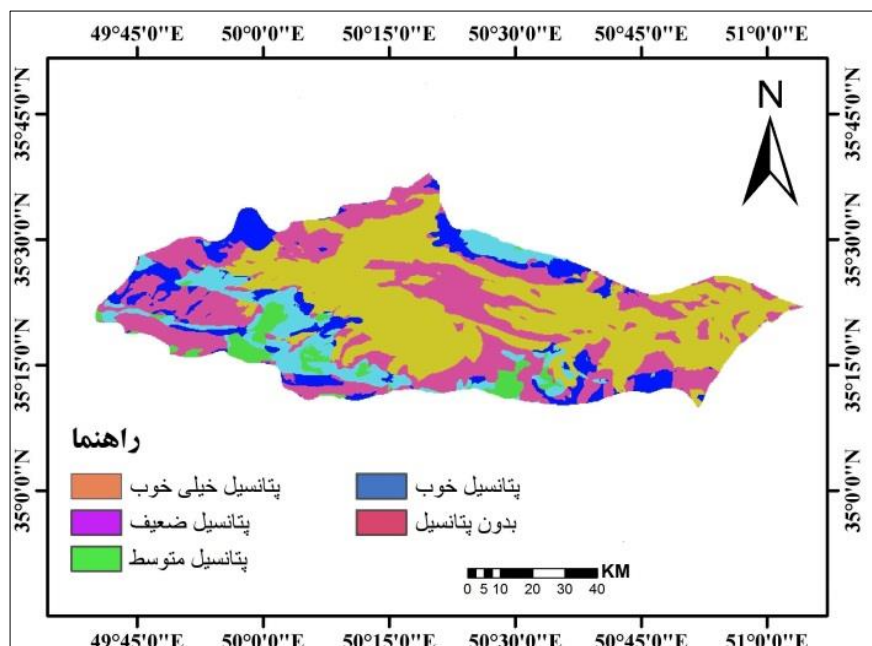 49°45'0"E 50°0'0"E 50°15'0"E 50°30'0"E 50°45'0"E 51°0'0"E
N
35°45'0"N 35°45'0"N
35°30'0"N 35°30'0"N
35°15'0"N 35°15'0"N
35°0'0"N 35°0'0"N
راهنما
پتانسیل خیلی خوب
پتانسیل خوب
پتانسیل ضعیف
بدون پتانسیل
پتانسیل متوسط
KM
0 5 10 20 30 40
49°45'0"E 50°0'0"E 50°15'0"E 50°30'0"E 50°45'0"E 51°0'0"E